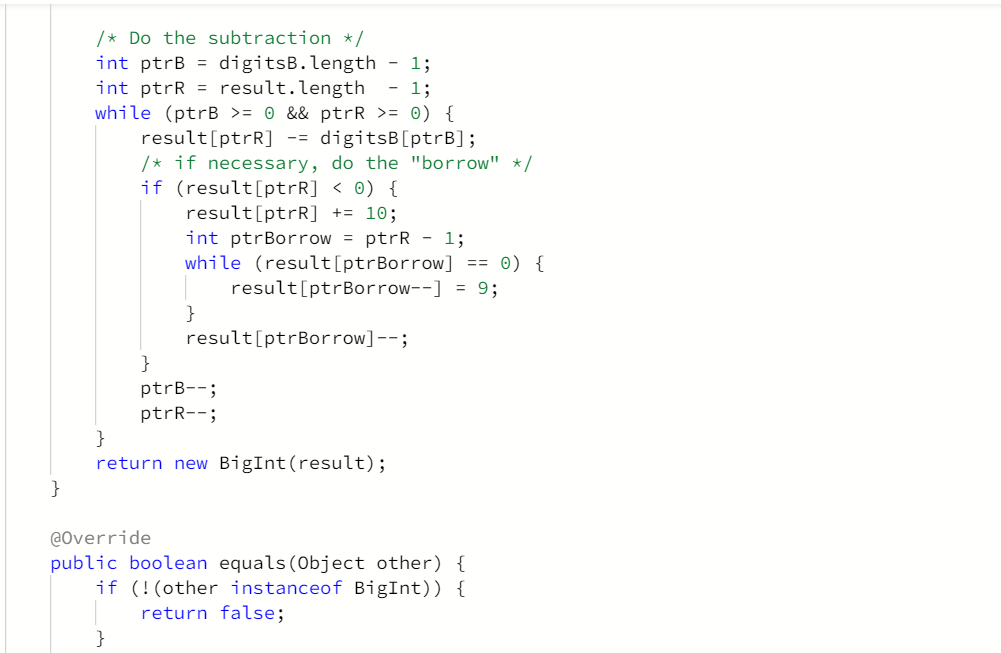 /* Do the subtraction */
int ptrB = digitsB.length - 1;
int ptrR = result.length  - 1;
while (ptrB >= 0 && ptrR >= 0) {
    result[ptrR] -= digitsB[ptrB];
    /* if necessary, do the "borrow" */
    if (result[ptrR] < 0) {
        result[ptrR] += 10;
        int ptrBorrow = ptrR - 1;
        while (result[ptrBorrow] == 0) {
            result[ptrBorrow--] = 9;
        }
        result[ptrBorrow]--;
    }
    ptrB--;
    ptrR--;
}
return new BigInt(result);
}
@Override
public boolean equals(Object other) {
    if (!(other instanceof BigInt)) {
        return false;
    }